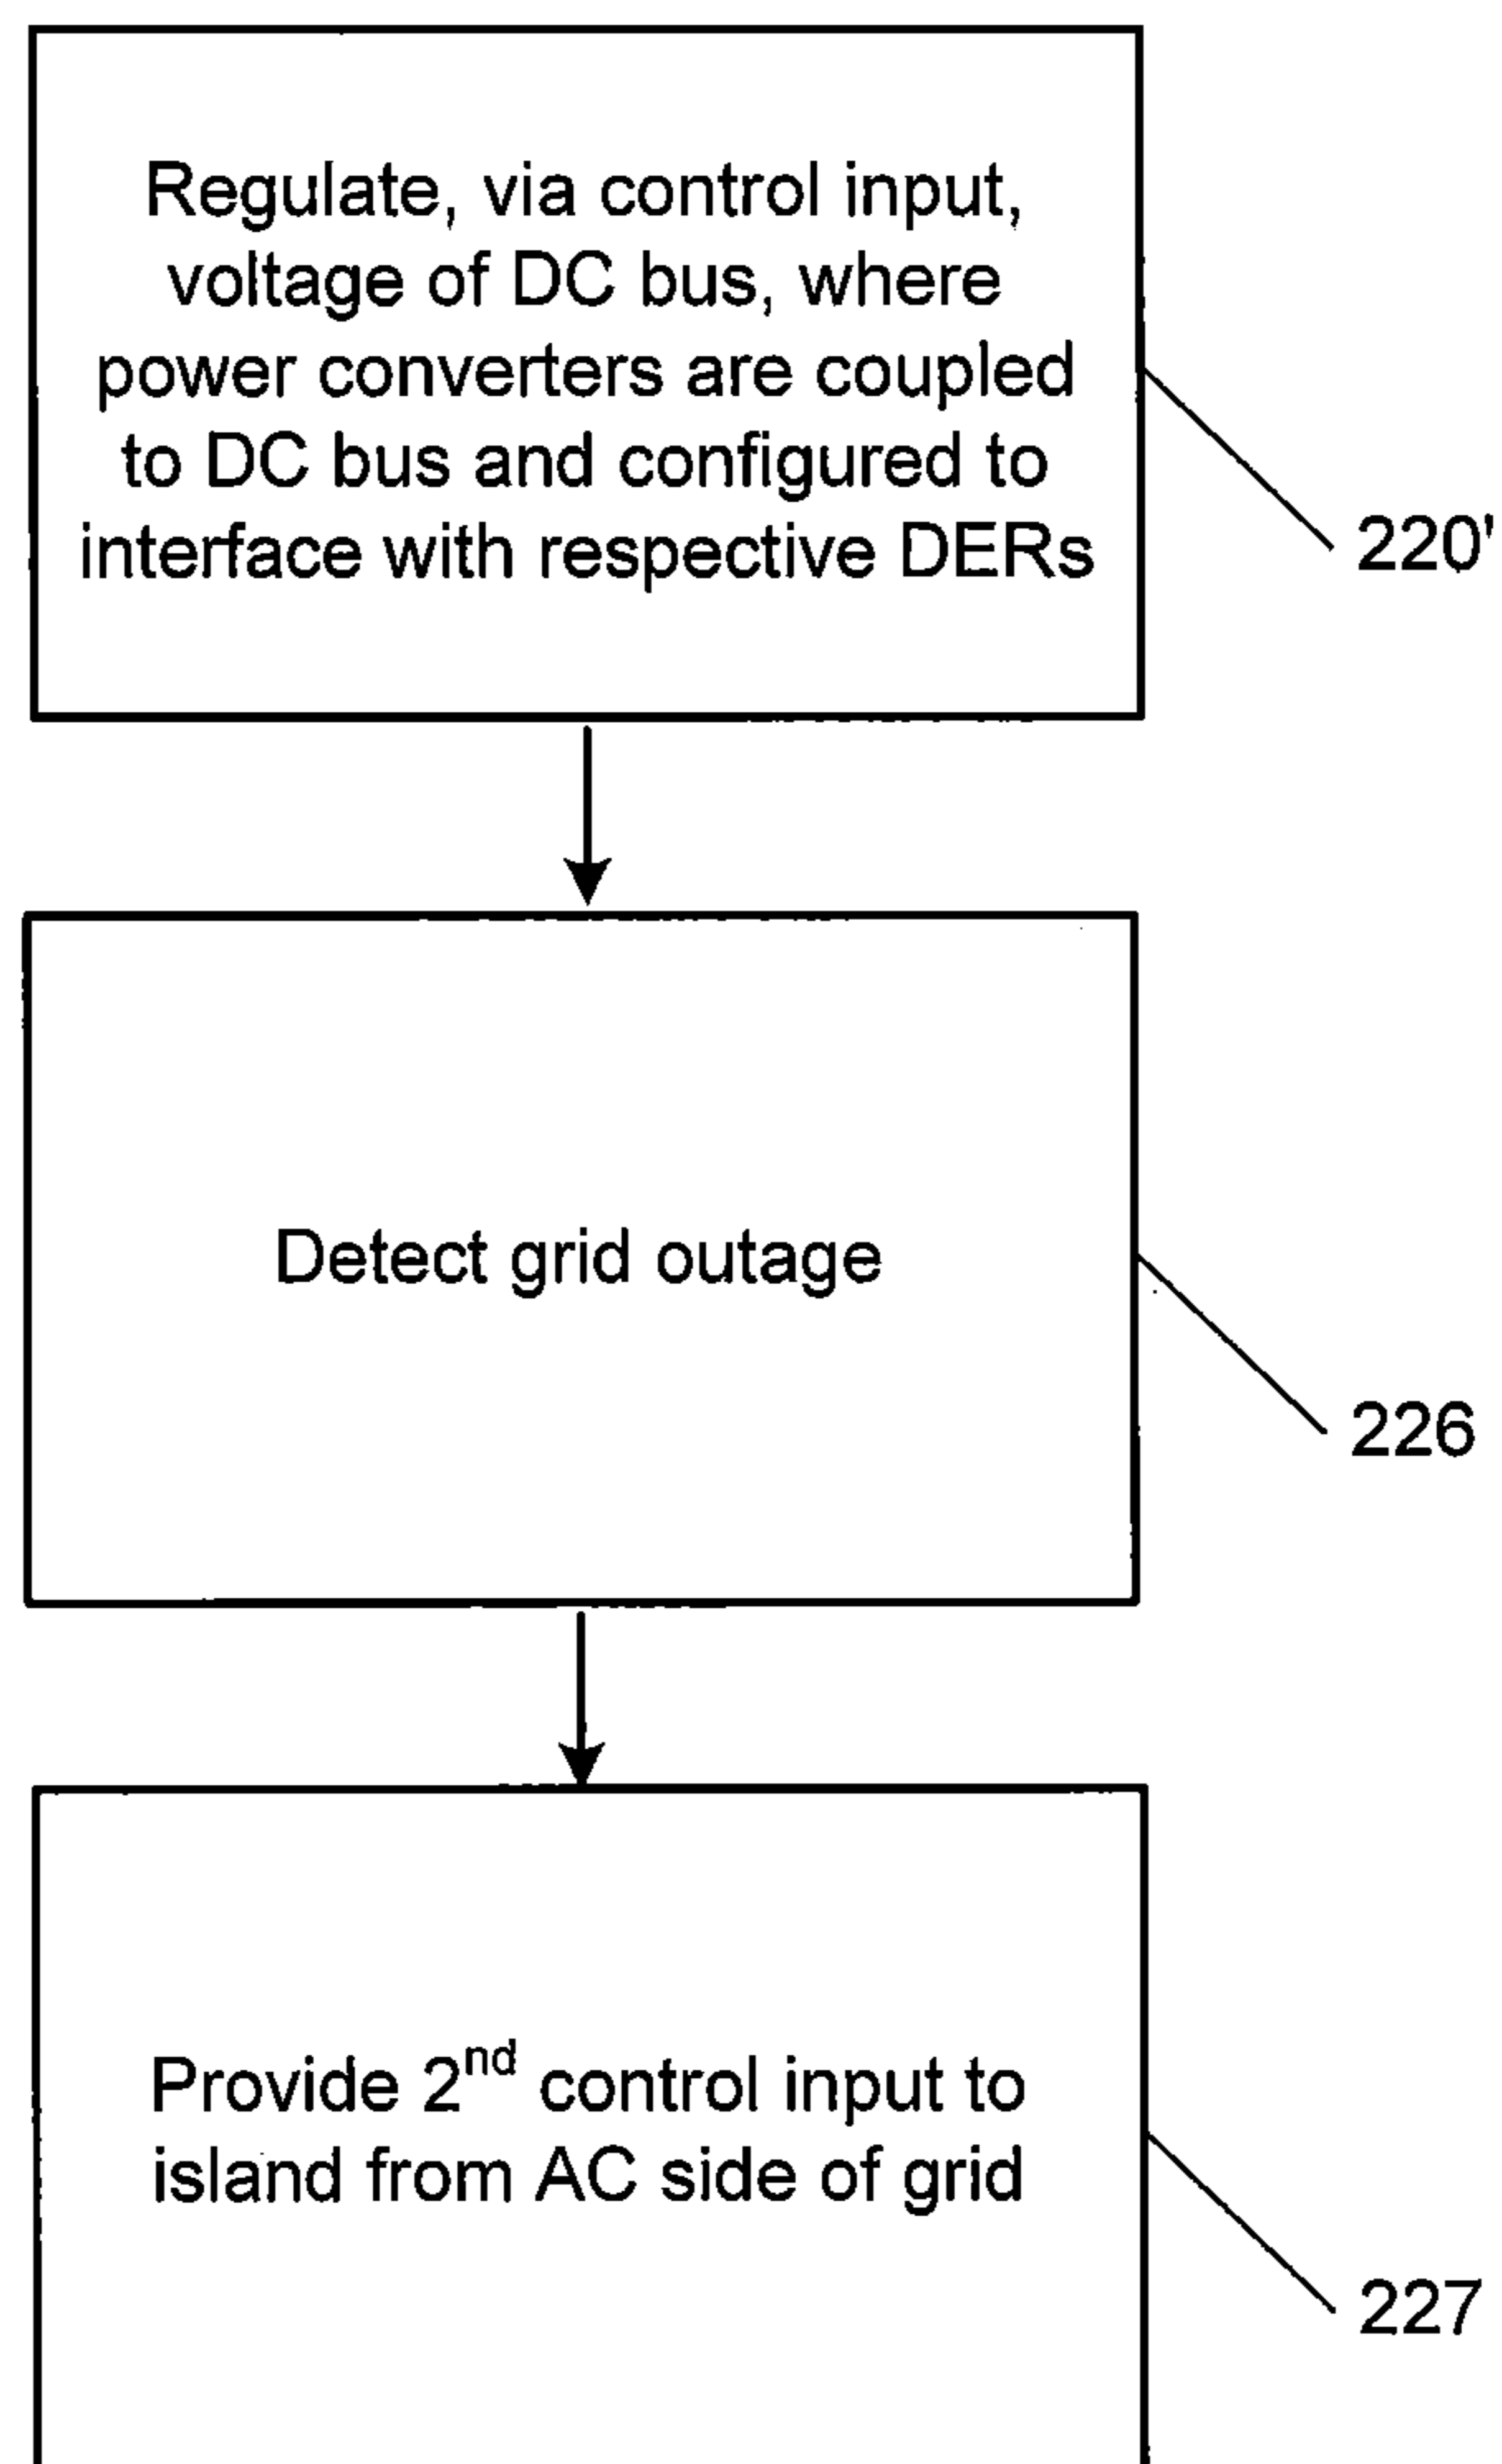 Regulate, via control input,
voltage of DC bus, where
power converters are coupled
to DC bus and configured to
interface with respective DERs
220'
Detect grid outage
226
Provide 2nd control input to
island from AC side of grid
227